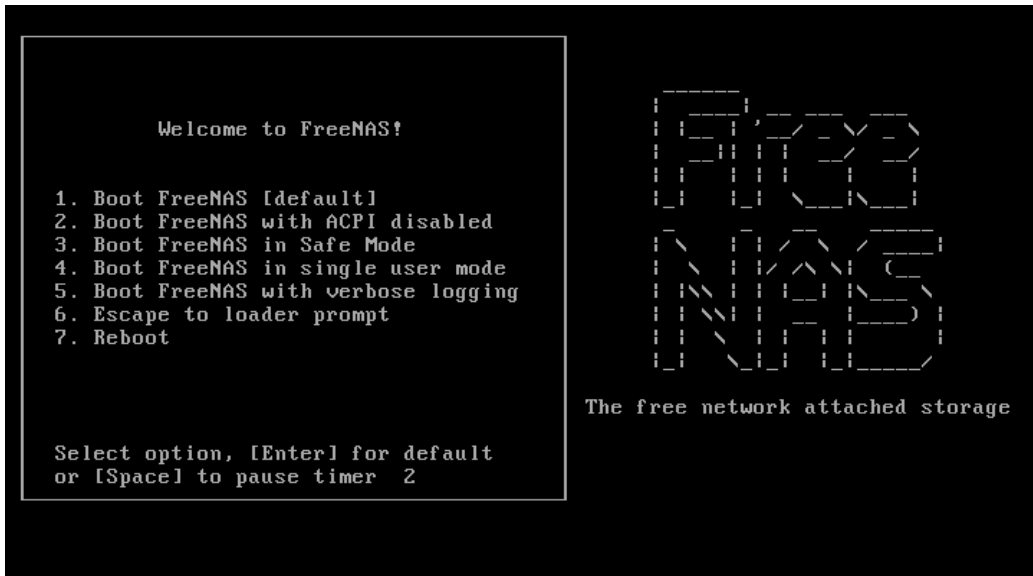 Welcome to FreeNAS!
1. Boot FreeNAS [default]
2. Boot FreeNAS with ACPI disabled
3. Boot FreeNAS in Safe Mode
4. Boot FreeNAS in single user mode
5. Boot FreeNAS with verbose logging
6. Escape to loader prompt
7. Reboot
Select option, [Enter] for default
or [Space] to pause timer 2
Free
NAS
The free network attached storage